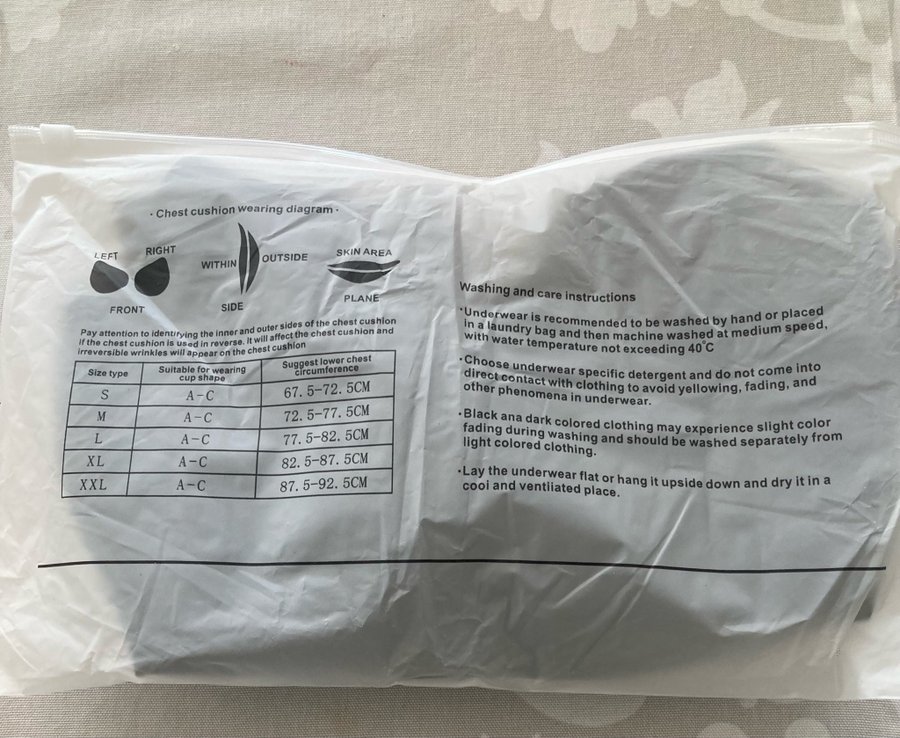 · Chest cushion wearing diagram ·
LEFT RIGHT
FRONT
WITHIN OUTSIDE
SIDE
SKIN AREA
PLANE
Pay attention to identifying the inner and outer sides of the chest cushion
if the chest cushion is used in reverse. It will affect the chest cushion and
irreversible wrinkles will appear on the chest cushion
Size type Suitable for wearing cup shape Suggest lower chest circumference
S A-C 67.5-72.5CM
M A-C 72.5-77.5CM
L A-C 77.5-82.5CM
XL A-C 82.5-87.5CM
XXL A-C 87.5-92.5CM
Washing and care instructions
·Underwear is recommended to be washed by hand or placed
in a laundry bag and then machine washed at medium speed,
with water temperature not exceeding 40°C
·Choose underwear specific detergent and do not come into
direct contact with clothing to avoid yellowing, fading, and
other phenomena in underwear.
·Black ana dark colored clothing may experience slight color
fading during washing and should be washed separately from
light colored clothing.
·Lay the underwear flat or hang it upside down and dry it in a
cooi and ventiiated place.